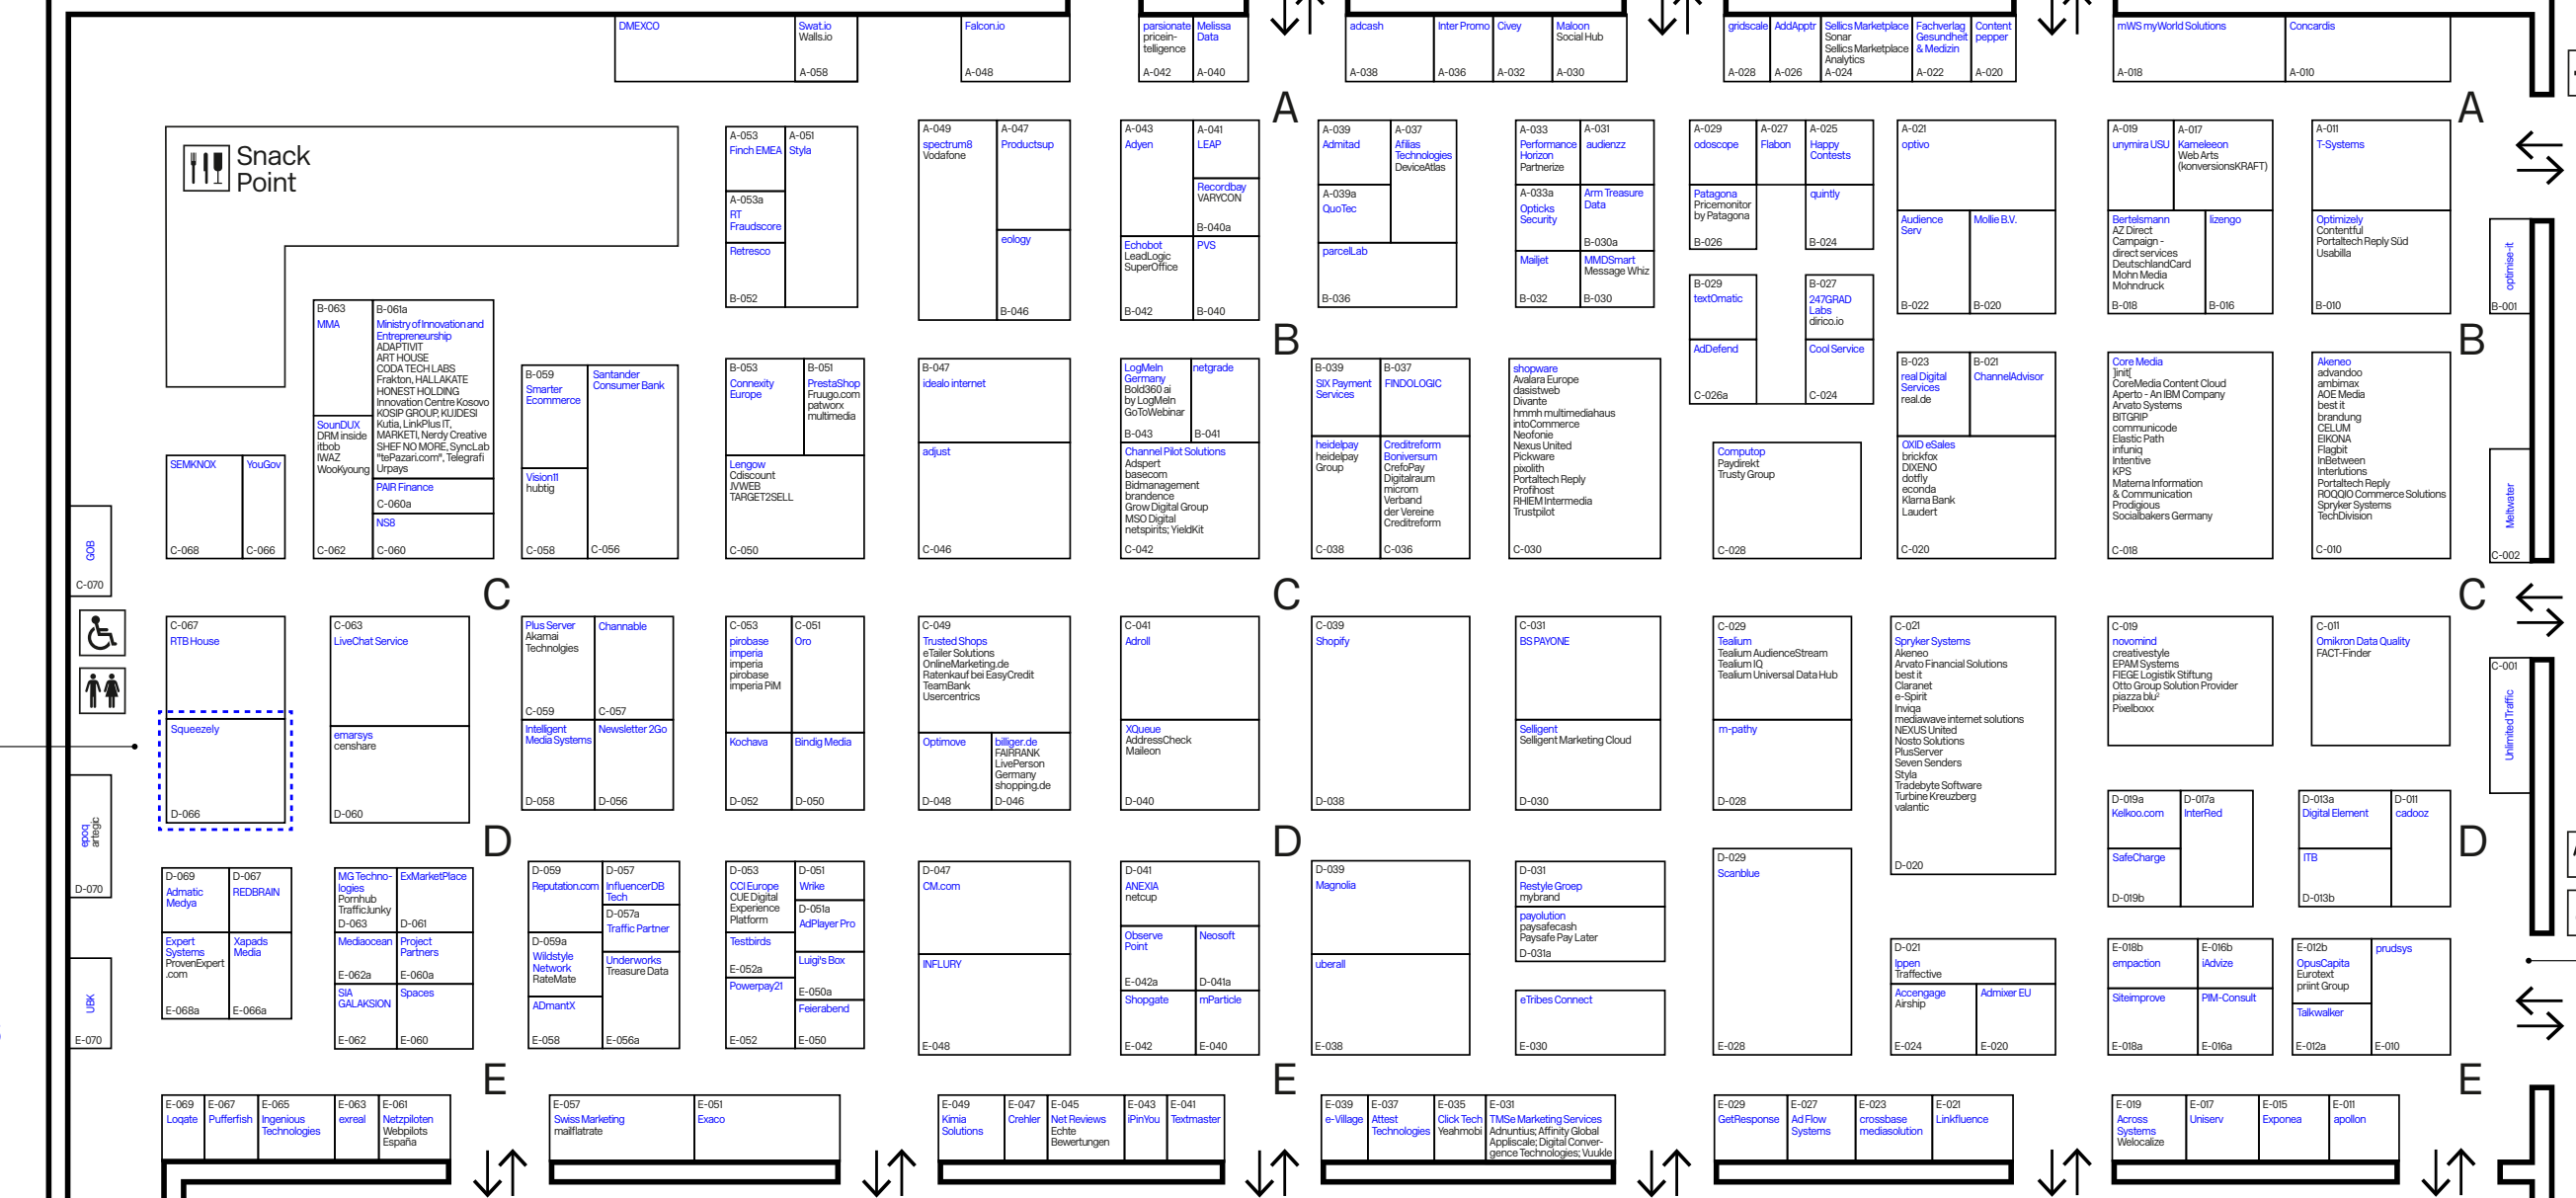 DMEXCO
Swat.io
Walls.io
A-058
Falcon.io
A-048
parsionate
pricein-
telligence
A-042
Melissa
Data
A-040
adcash
A-038
Inter Promo
A-036
Civey
A-032
Maloon
Social Hub
A-030
gridscale
A-028
AddApptr
A-026
Sellics Marketplace
Sonar
Sellics Marketplace
Analytics
A-024
Fachverlag
Gesundheit
& Medizin
A-022
Content
pepper
A-020
mWS myWorld Solutions
A-018
Concardis
A-010
A
A
Snack
Point
A-053
Finch EMEA
A-051
Styla
A-053a
RT
Fraudscore
Retresco
B-052
A-049
spectrum8
Vodafone
A-047
Productsup
eology
B-046
A-043
Adyen
A-041
LEAP
Recordbay
VARYCON
B-040a
Echobot
LeadLogic
SuperOffice
B-042
PVS
B-040
A-039
Admitad
A-037
Afilias
Technologies
DeviceAtlas
A-039a
QuoTec
parcelLab
B-036
A-033
Performance
Horizon
Partnerize
A-031
audienzz
A-033a
Opticks
Security
Arm Treasure
Data
B-030a
Mailjet
B-032
MMDSmart
Message Whiz
B-030
A-029
odoscope
A-027
Flabon
A-025
Happy
Contests
Patagona
Pricemonitor
by Patagona
B-026
quintly
B-024
B-029
textOmatic
AdDefend
C-026a
B-027
247GRAD
Labs
dirico.io
Cool Service
C-024
A-021
optivo
Audience
Serv
B-022
Mollie B.V.
B-020
A-019
unymira USU
A-017
Kameleeon
Web Arts
(konversionsKRAFT)
Bertelsmann
AZ Direct
Campaign -
direct services
DeutschlandCard
Mohn Media
Mohndruck
B-018
lizengo
B-016
A-011
T-Systems
Optimizely
Contentful
Portaltech Reply Süd
Usabilla
B-010
optimise-it
B-001
B
B
B-063
MMA
SounDUX
DRM inside
itbob
IWAZ
WooKyoung
C-062
B-061a
Ministry of Innovation and
Entrepreneurship
ADAPTIVIT
ART HOUSE
CODA TECH LABS
Frakton, HALLAKATE
HONEST HOLDING
Innovation Centre Kosovo
KOSIP GROUP, KUJDESI
Kutia, LinkPlus IT,
MARKETI, Nerdy Creative
SHEF NO MORE, SyncLab
"tePazari.com", Telegrafi
Urpays
PAIR Finance
C-060a
NS8
C-060
SEMKNOX
C-068
YouGov
C-066
B-059
Smarter
Ecommerce
Vision11
hubtig
C-058
Santander
Consumer Bank
C-056
B-053
Connexity
Europe
B-051
PrestaShop
Fruugo.com
patworx
multimedia
Lengow
Cdiscount
JVWEB
TARGET2SELL
C-050
B-047
idealo internet
adjust
C-046
LogMeIn
Germany
Bold360 ai
by LogMeIn
GoToWebinar
B-043
netgrade
B-041
Channel Pilot Solutions
Adspert
basecom
Bidmanagement
brandence
Grow Digital Group
MSO Digital
netspirits; YieldKit
C-042
B-039
SIX Payment
Services
B-037
FINDOLOGIC
heidelpay
heidelpay
Group
C-038
Creditreform
Boniversum
CrefoPay
Digitalraum
microm
Verband
der Vereine
Creditreform
C-036
shopware
Avalara Europe
dasistweb
Divante
hmmh multimediahaus
intoCommerce
Neofonie
Nexus United
Pickware
pixolith
Portaltech Reply
Profihost
RHIEM Intermedia
Trustpilot
C-030
Computop
Paydirekt
Trusty Group
C-028
B-023
real Digital
Services
real.de
B-021
ChannelAdvisor
OXID eSales
brickfox
DIXENO
dotfly
econda
Klarna Bank
Laudert
C-020
Core Media
]init[
CoreMedia Content Cloud
Aperto - An IBM Company
Arvato Systems
BITGRIP
communicode
Elastic Path
infuniq
Intentive
KPS
Materna Information
& Communication
Prodigious
Socialbakers Germany
C-018
Akeneo
advandoo
ambimax
AOE Media
best it
brandung
CELUM
EIKONA
Flagbit
InBetween
Interlutions
Portaltech Reply
ROQQIO Commerce Solutions
Spryker Systems
TechDivision
C-010
Meltwater
C-002
GOB
C-070
C
C
C
C-067
RTB House
Squeezely
D-066
C-063
LiveChat Service
emarsys
censhare
D-060
Plus Server
Akamai
Technolgies
C-059
Channable
C-057
Intelligent
Media Systems
D-058
Newsletter 2Go
D-056
C-053
pirobase
imperia
imperia
pirobase
imperia PiM
C-051
Oro
Kochava
D-052
Bindig Media
D-050
C-049
Trusted Shops
eTailer Solutions
OnlineMarketing.de
Ratenkauf bei EasyCredit
TeamBank
Usercentrics
Optimove
D-048
billiger.de
FAIRRANK
LivePerson
Germany
shopping.de
D-046
C-041
Adroll
XQueue
AddressCheck
Maileon
D-040
C-039
Shopify
D-038
C-031
BS PAYONE
Selligent
Selligent Marketing Cloud
D-030
C-029
Tealium
Tealium AudienceStream
Tealium IQ
Tealium Universal Data Hub
m-pathy
D-028
C-021
Spryker Systems
Akeneo
Arvato Financial Solutions
best it
Claranet
e-Spirit
Inviqa
mediawave internet solutions
NEXUS United
Nosto Solutions
PlusServer
Seven Senders
Styla
Tradebyte Software
Turbine Kreuzberg
valantic
D-020
C-019
novomind
creativestyle
EPAM Systems
FIEGE Logistik Stiftung
Otto Group Solution Provider
piazza blu²
Pixelboxx
C-011
Omikron Data Quality
FACT-Finder
C-001
Unlimited Traffic
D-019a
Kelkoo.com
D-017a
InterRed
SafeCharge
D-019b
D-013a
Digital Element
D-011
cadooz
ITB
D-013b
epoq
artegic
D-070
D
D
D
D-069
Admatic
Medya
D-067
REDBRAIN
Expert
Systems
ProvenExpert
.com
E-068a
Xapads
Media
E-066a
MG Techno-
logies
Pornhub
TrafficJunky
D-063
ExMarketPlace
D-061
Mediaocean
E-062a
Project
Partners
E-060a
SIA
GALAKSION
E-062
Spaces
E-060
D-059
Reputation.com
D-057
InfluencerDB
Tech
D-057a
Traffic Partner
D-059a
Wildstyle
Network
RateMate
Underworks
Treasure Data
ADmantX
E-058
E-056a
D-053
CCI Europe
CUE Digital
Experience
Platform
D-051
Wrike
D-051a
AdPlayer Pro
Testbirds
E-052a
Luigi's Box
E-050a
Powerpay21
E-052
Feierabend
E-050
D-047
CM.com
INFLURY
E-048
D-041
ANEXIA
netcup
Observe
Point
E-042a
Neosoft
D-041a
Shopgate
E-042
mParticle
E-040
D-039
Magnolia
uberall
E-038
D-031
Restyle Groep
mybrand
payolution
paysafecash
Paysafe Pay Later
D-031a
eTribes Connect
E-030
D-029
Scanblue
E-028
D-021
Ippen
Traffective
Accengage
Airship
E-024
Admixer EU
E-020
E-018b
empaction
E-016b
iAdvize
Siteimprove
E-018a
PIM-Consult
E-016a
E-012b
OpusCapita
Eurotext
priint Group
Talkwalker
E-012a
prudsys
E-010
UBK
E-070
E
E
E
E-069
Loqate
E-067
Pufferfish
E-065
Ingenious
Technologies
E-063
exreal
E-061
Netzpiloten
Webpilots
España
E-057
Swiss Marketing
mailflatrate
E-051
Exaco
E-049
Kimia
Solutions
E-047
Crehler
E-045
Net Reviews
Echte
Bewertungen
E-043
iPinYou
E-041
Textmaster
E-039
e-Village
E-037
Attest
Technologies
E-035
Click Tech
Yeahmobi
E-031
TMSe Marketing Services
Adnuntius; Affinity Global
Appliscale; Digital Conver-
gence Technologies; Vuukle
E-029
GetResponse
E-027
Ad Flow
Systems
E-023
crossbase
mediasolution
E-021
Linkfluence
E-019
Across
Systems
Welocalize
E-017
Uniserv
E-015
Exponea
E-011
apollon